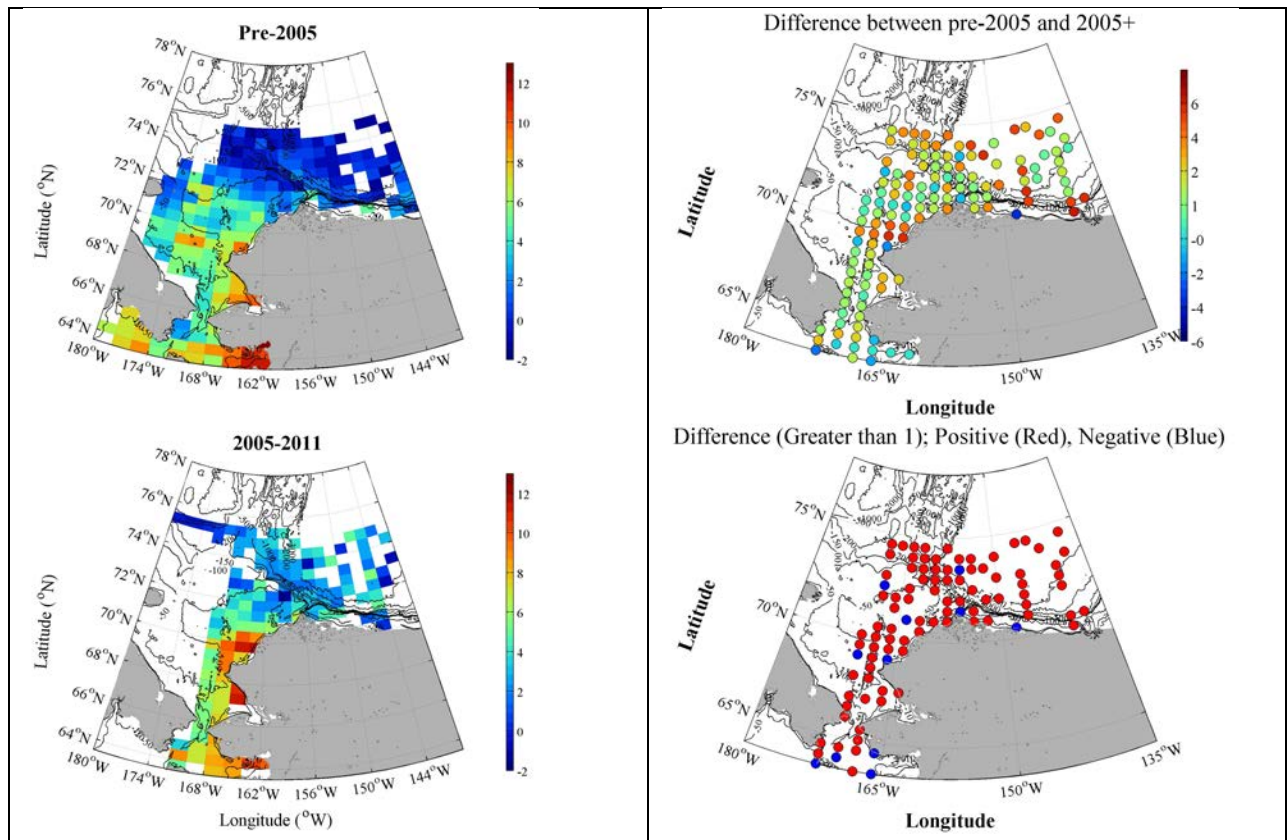 Pre-2005
78°N
76°N
74°N
72°N
70°N
68°N
66°N
64°N
Latitude (°N)
180°W
174°W
168°W
162°W
156°W
150°W
144°W
-500
12
10
8
6
4
2
0
-2
Difference between pre-2005 and 2005+
75°N
70°N
65°N
Latitude
180°W
165°W
150°W
135°W
Longitude
6
4
2
1
-0
-2
-4
-6
2005-2011
78°N
76°N
74°N
72°N
70°N
68°N
66°N
64°N
Latitude (°N)
180°W
174°W
168°W
162°W
156°W
150°W
144°W
Longitude (°W)
-150
-100
-50
12
10
8
6
4
2
0
-2
Difference (Greater than 1); Positive (Red), Negative (Blue)
75°N
70°N
65°N
Latitude
180°W
165°W
150°W
135°W
Longitude